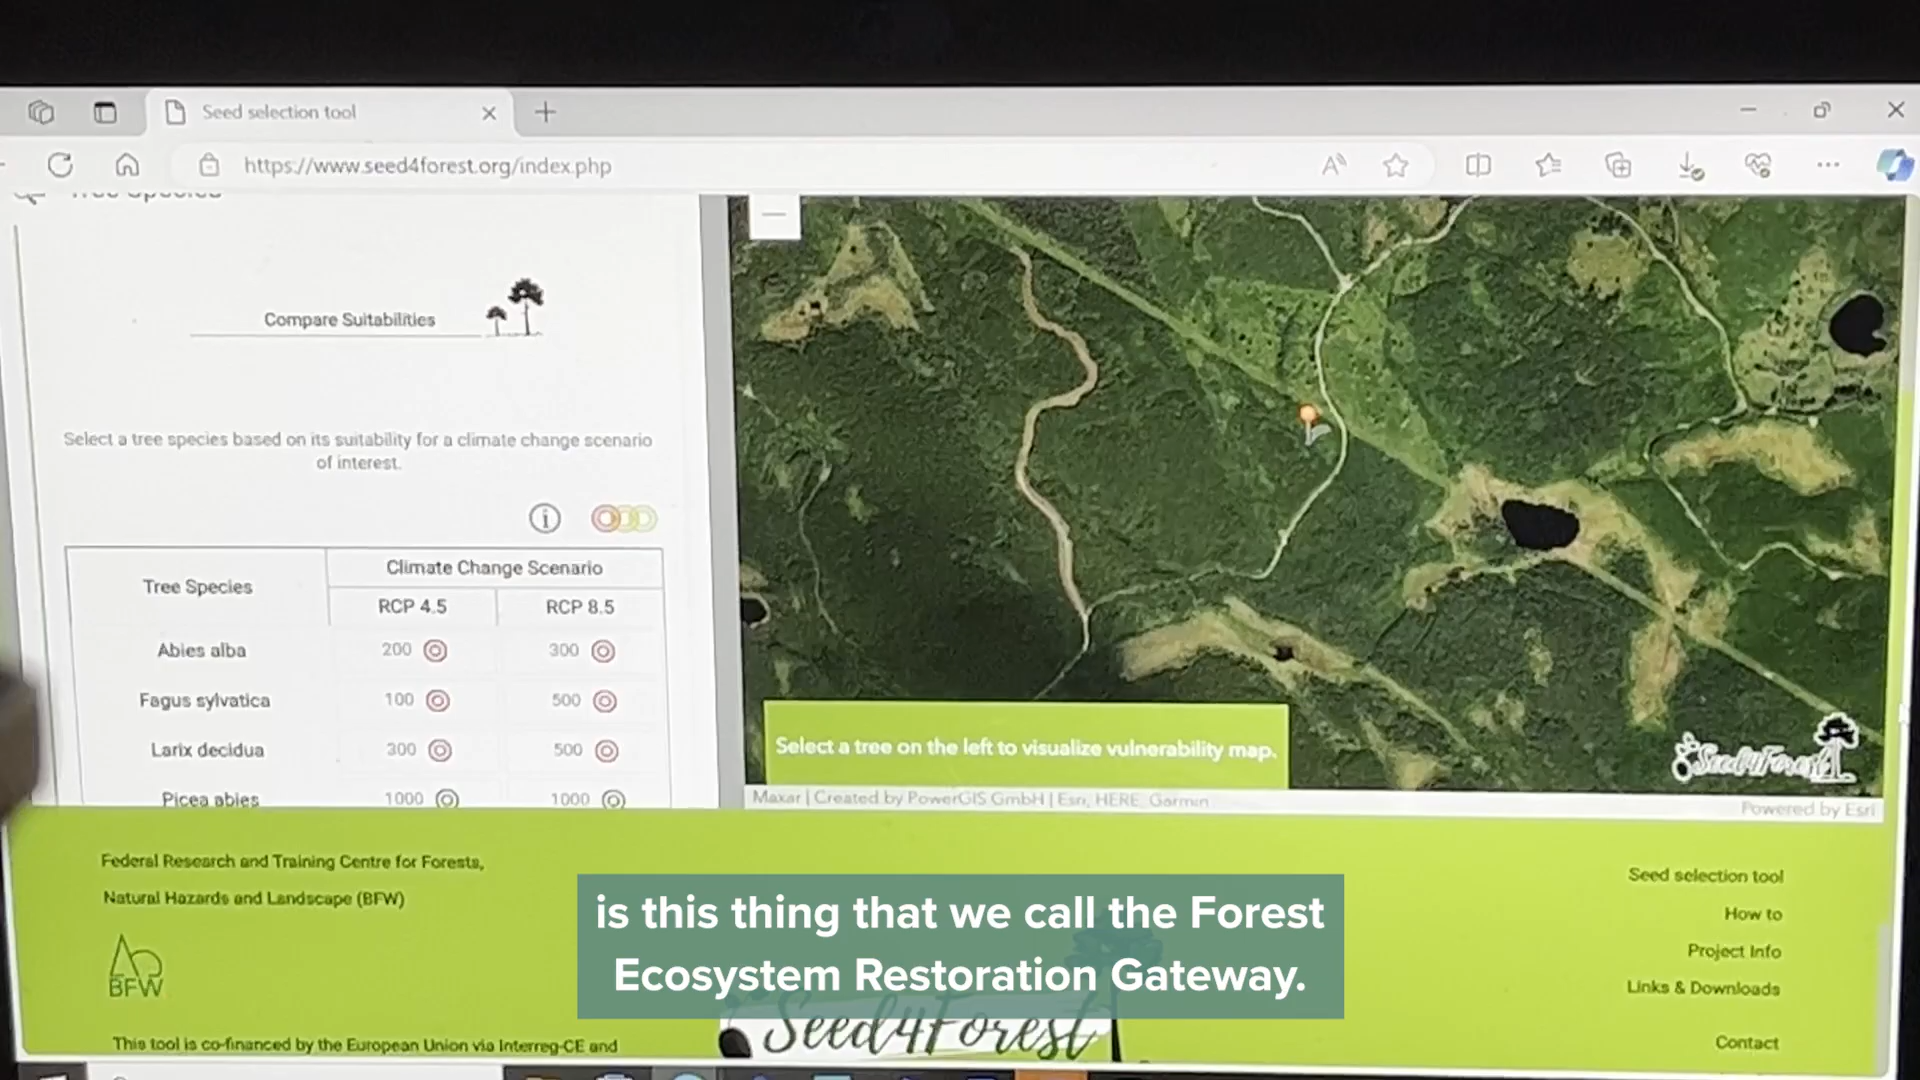 Seed selection tool
https://www.seed4forest.org/index.php
Tree Species
Compare Suitabilities
Select a tree species based on its suitability for a climate change scenario
of interest.
Climate Change Scenario
Tree Species
RCP 4.5 RCP 8.5
Abies alba 200 300
Fagus sylvatica 100 500
Larix decidua 300 500
Picea abies 1000 1000
Select a tree on the left to visualize vulnerability map.
Seed4Forest
Maxar | Created by PowerGIS GmbH | Esri, HERE, Garmin
Powered by Esri
Federal Research and Training Centre for Forests,
Natural Hazards and Landscape (BFW)
BFW
This tool is co-financed by the European Union via Interreg-CE and
is this thing that we call the Forest
Ecosystem Restoration Gateway.
Seed4Forest
Seed selection tool
How to
Project Info
Links & Downloads
Contact